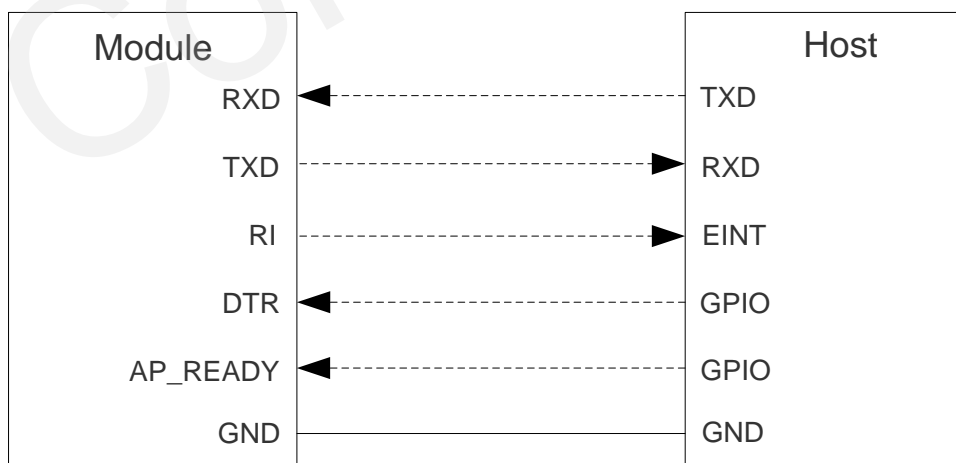 Module Host
RXD TXD
TXD RXD
RI EINT
DTR GPIO
AP_READY GPIO
GND GND